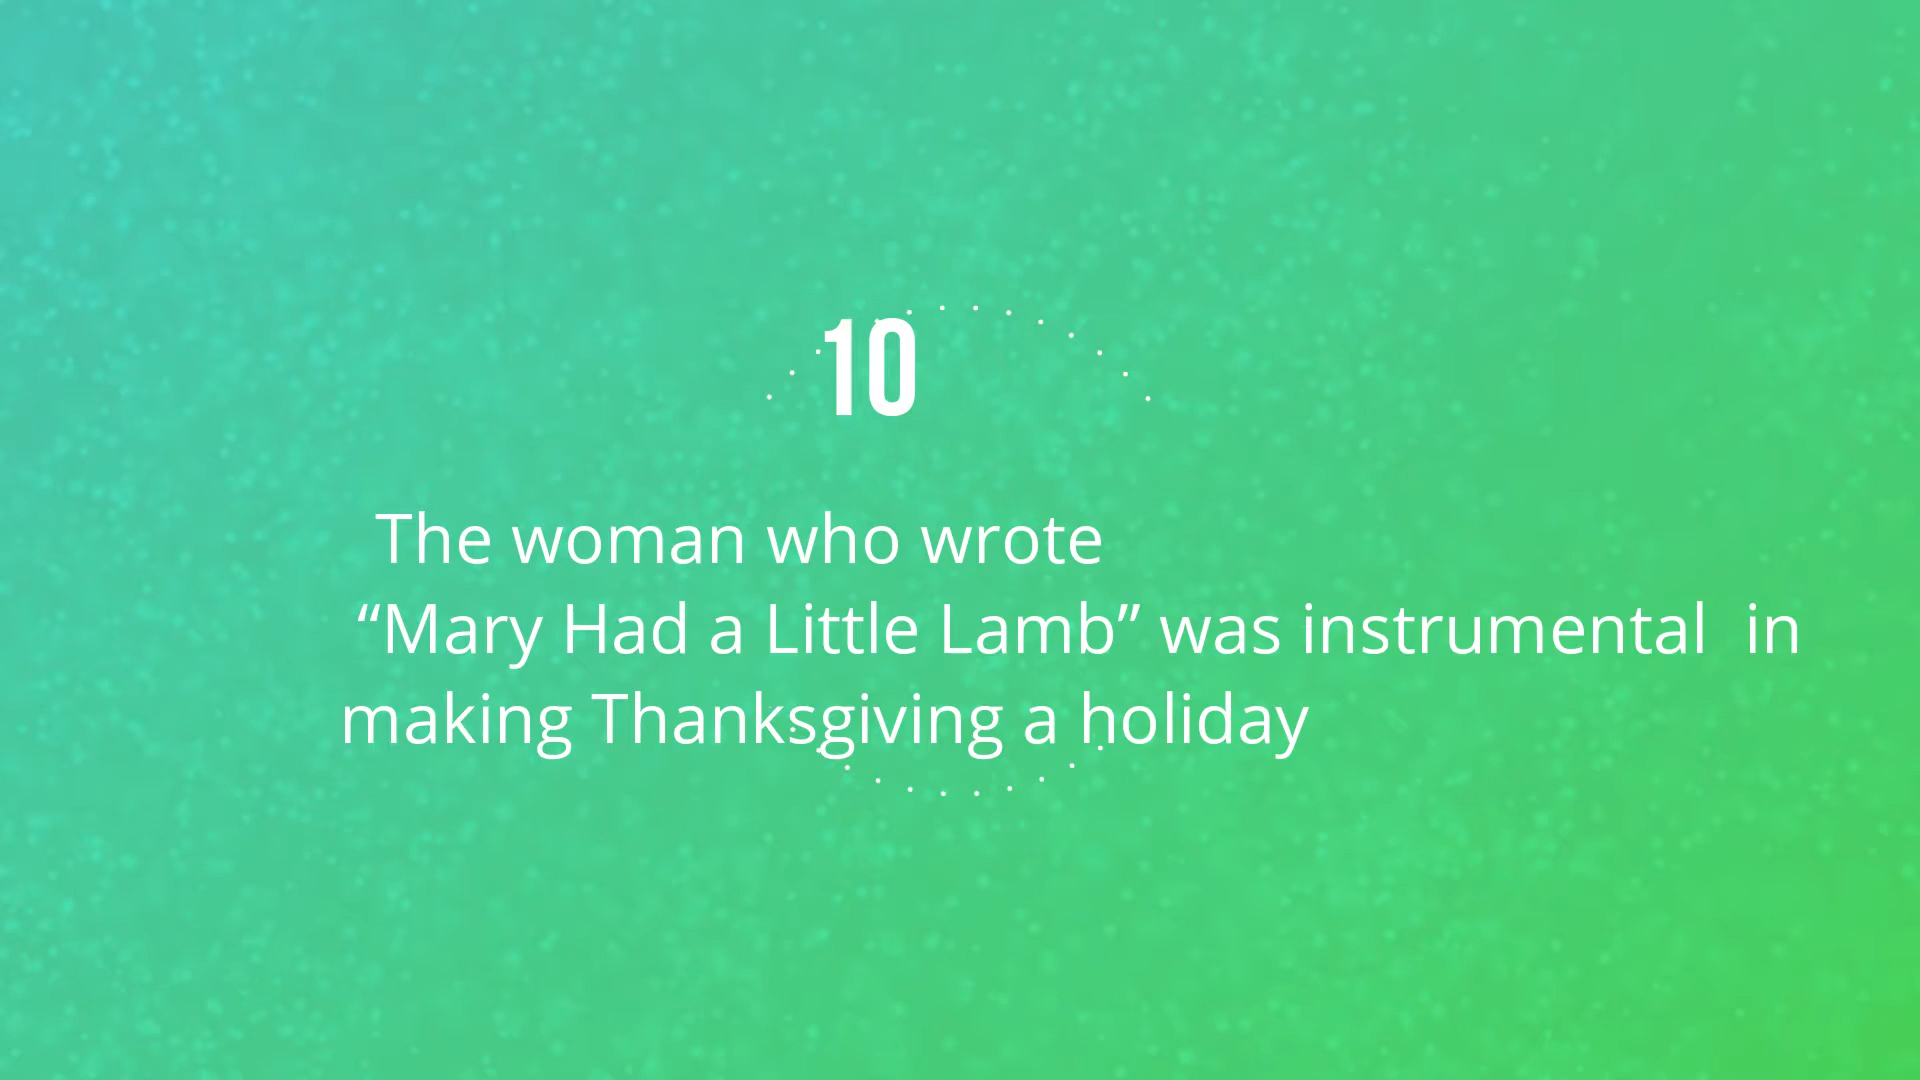 10
The woman who wrote
“Mary Had a Little Lamb” was instrumental  in
making Thanksgiving a holiday